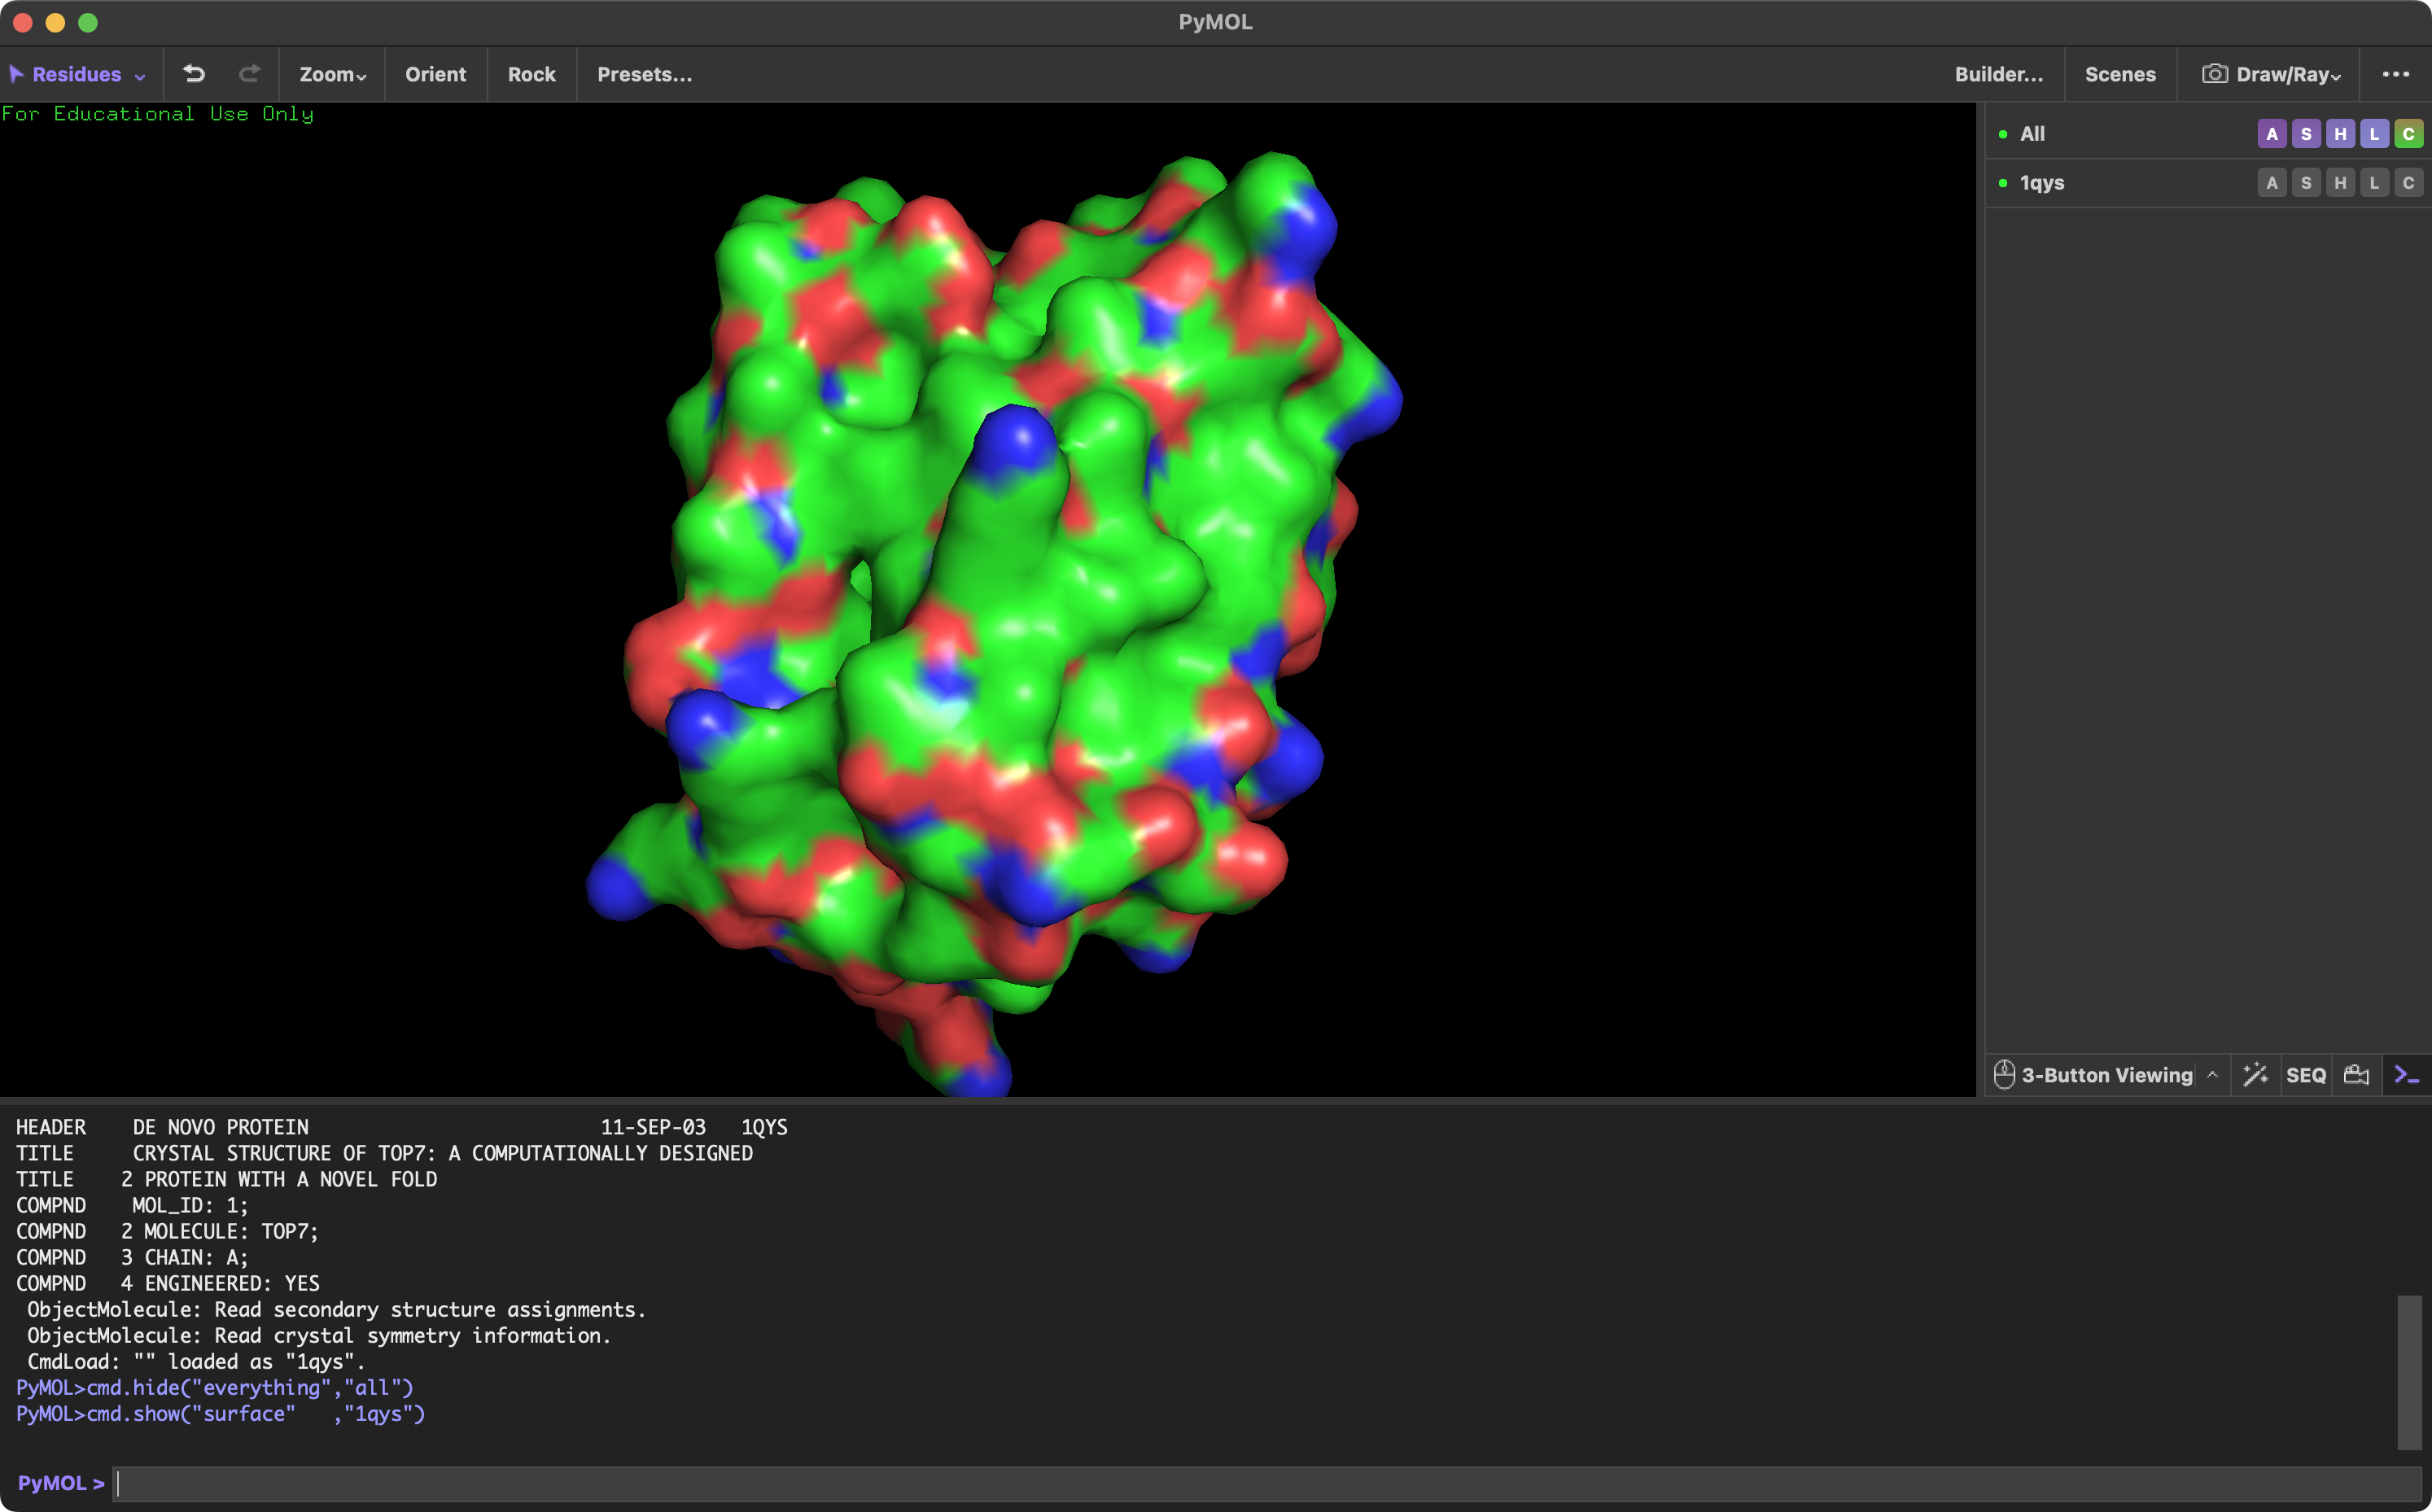 PyMOL
Residues Zoom Orient Rock Presets... Builder... Scenes Draw/Ray
For Educational Use Only
All A S H L C
1qys A S H L C
3-Button Viewing SEQ
HEADER    DE NOVO PROTEIN                         11-SEP-03   1QYS
TITLE     CRYSTAL STRUCTURE OF TOP7: A COMPUTATIONALLY DESIGNED
TITLE    2 PROTEIN WITH A NOVEL FOLD
COMPND    MOL_ID: 1;
COMPND   2 MOLECULE: TOP7;
COMPND   3 CHAIN: A;
COMPND   4 ENGINEERED: YES
 ObjectMolecule: Read secondary structure assignments.
 ObjectMolecule: Read crystal symmetry information.
 CmdLoad: "" loaded as "1qys".
PyMOL>cmd.hide("everything","all")
PyMOL>cmd.show("surface"   ,"1qys")
PyMOL >